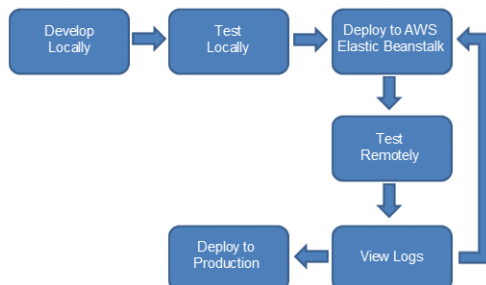 Develop
Locally
Test
Locally
Deploy to AWS
Elastic Beanstalk
Test
Remotely
View Logs
Deploy to
Production